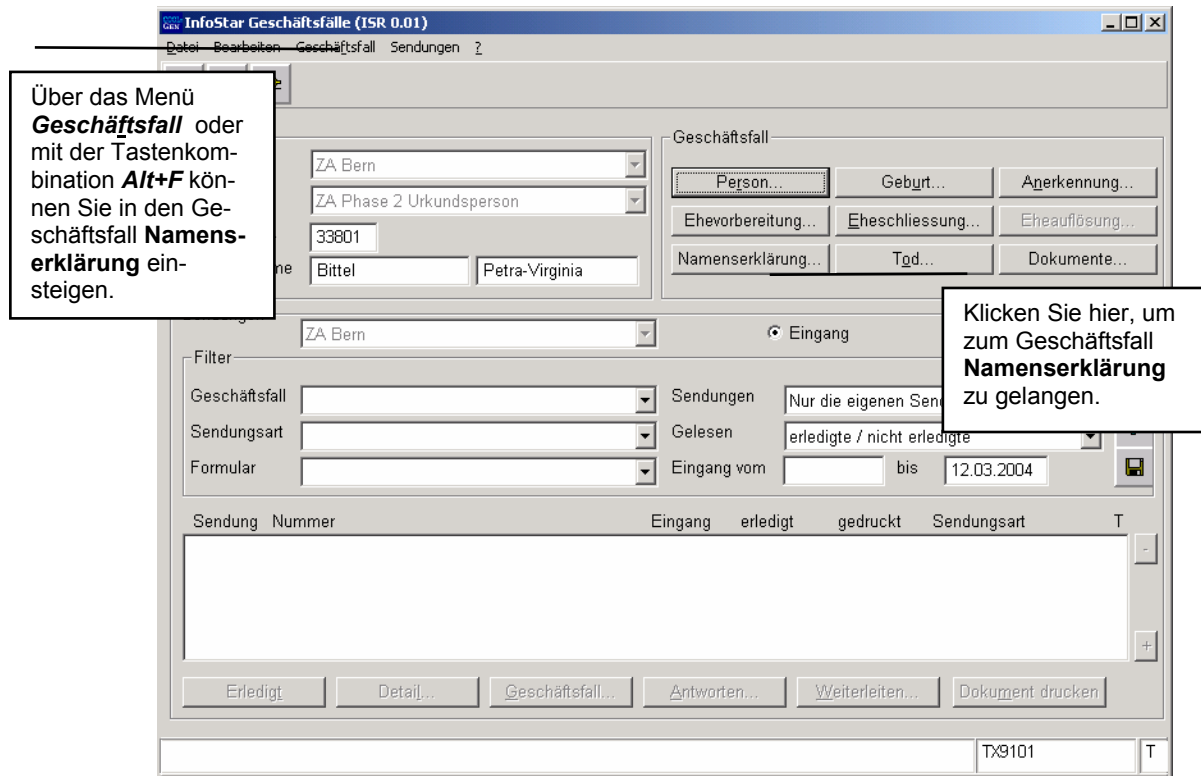 InfoStar Geschäftsfälle (ISR 0.01)
Datei Bearbeiten Geschäftsfall Sendungen ?
Über das Menü
Geschäftsfall oder
mit der Tastenkom-
bination Alt+F kön-
nen Sie in den Ge-
schäftsfall Namens-
erklärung ein-
steigen.
ZA Bern
ZA Phase 2 Urkundsperson
33801
Bittel Petra-Virginia
Geschäftsfall
Person... Geburt... Anerkennung...
Ehevorbereitung... Eheschliessung... Eheauflösung...
Namenserklärung... Tod... Dokumente...
Klicken Sie hier, um
zum Geschäftsfall
Namenserklärung
zu gelangen.
ZA Bern Eingang
Filter
Geschäftsfall Sendungen Nur die eigenen
Sendungsart Gelesen erledigte / nicht erledigte
Formular Eingang vom bis 12.03.2004
Sendung Nummer Eingang erledigt gedruckt Sendungsart T
-
+
Erledigt Detail... Geschäftsfall... Antworten... Weiterleiten... Dokument drucken
TX9101 T